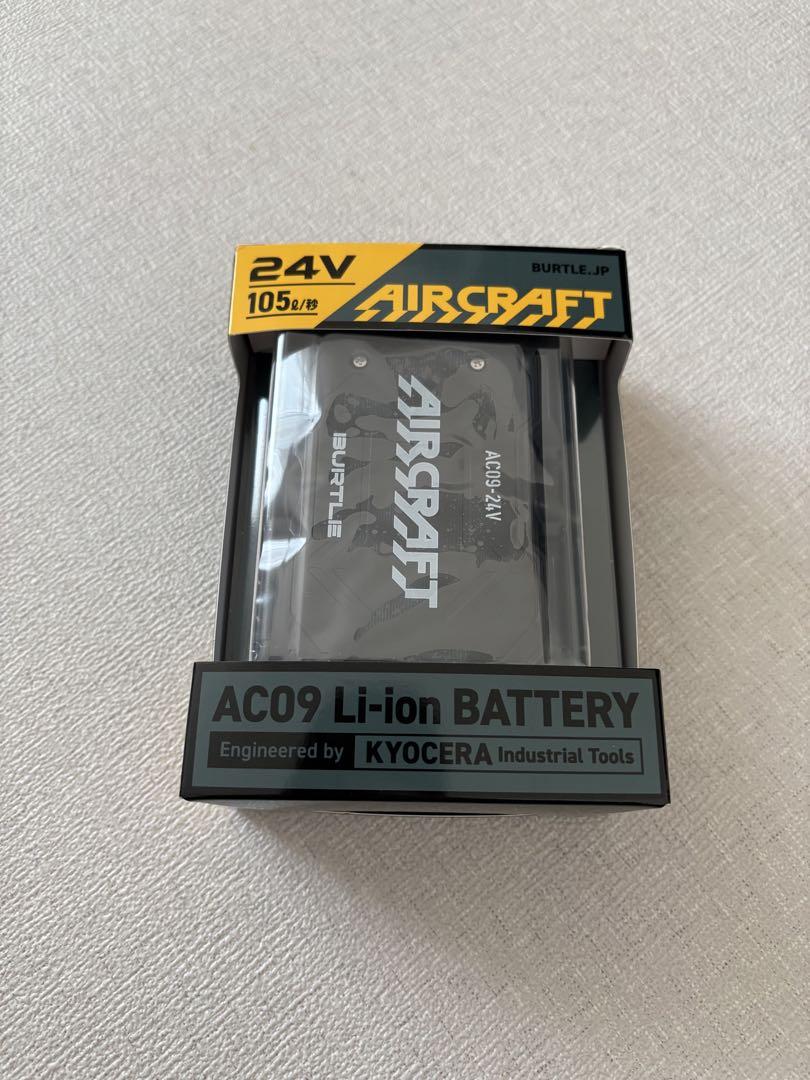 24V
105ℓ/秒
BURTLE.JP
AIRCRAFT
AIRCRAFT
BURTLE
AC09-24V
AC09 Li-ion BATTERY
Engineered by KYOCERA Industrial Tools